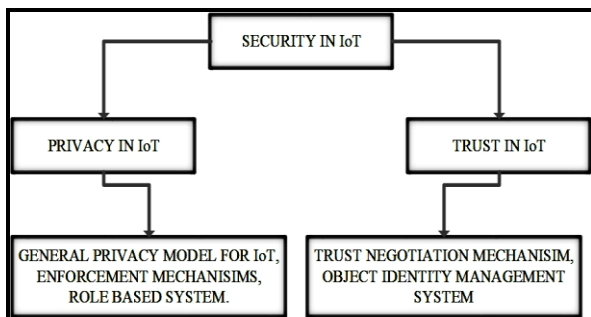 SECURITY IN IoT
PRIVACY IN IoT
TRUST IN IoT
GENERAL PRIVACY MODEL FOR IoT,
ENFORCEMENT MECHANISIMS,
ROLE BASED SYSTEM.
TRUST NEGOTIATION MECHANISIM,
OBJECT IDENTITY MANAGEMENT
SYSTEM